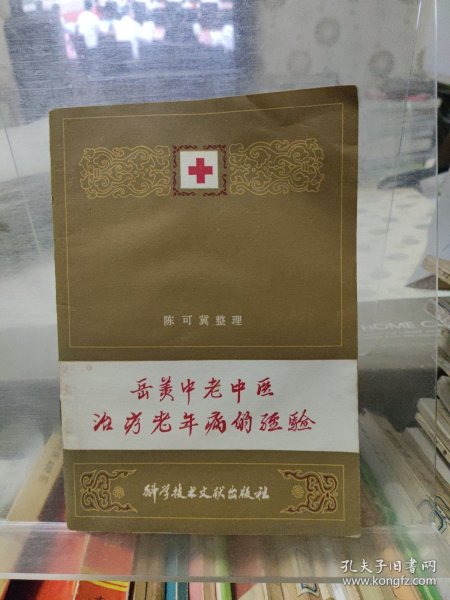 陈可冀整理
岳美中老中医
治疗老年病的经验
科学技术文献出版社
HOME C
孔夫子旧书网
www.kongfz.com